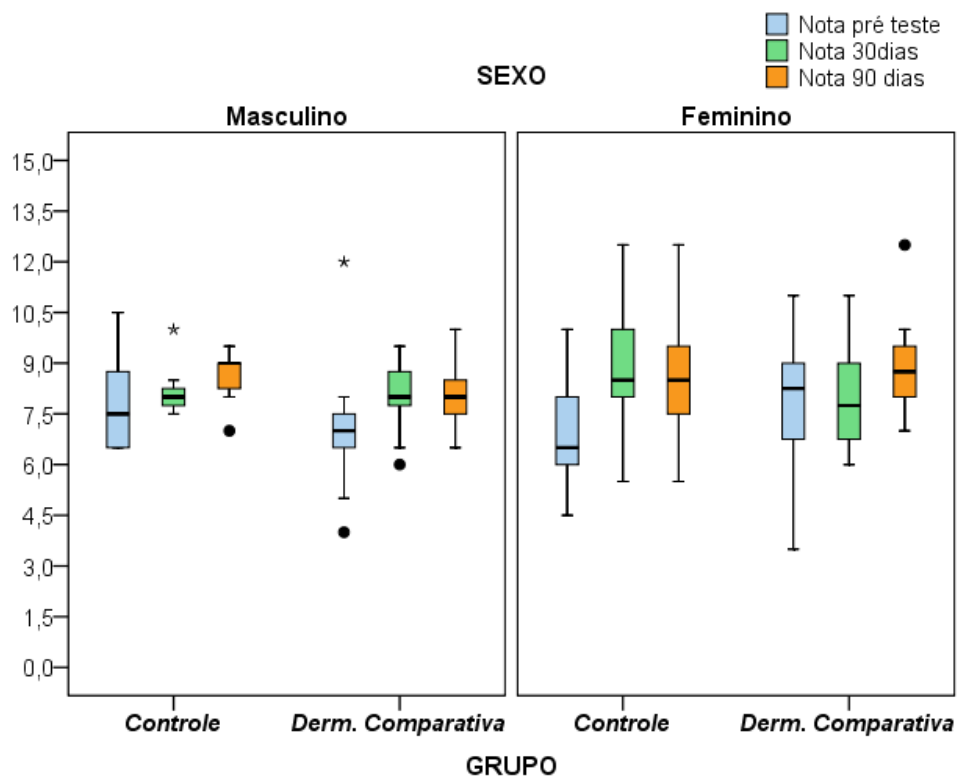 Nota pré teste
Nota 30dias
Nota 90 dias
SEXO
Masculino
Feminino
15,0
13,5
12,0
10,5
9,0
7,5
6,0
4,5
3,0
1,5
0,0
Controle
Derm. Comparativa
Controle
Derm. Comparativa
GRUPO